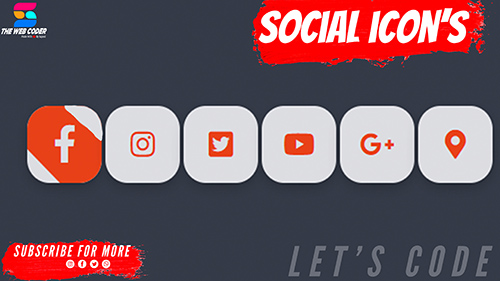 SOCIAL ICON'S
THE WEB CODER
G+
SUBSCRIBE FOR MORE
LET'S CODE